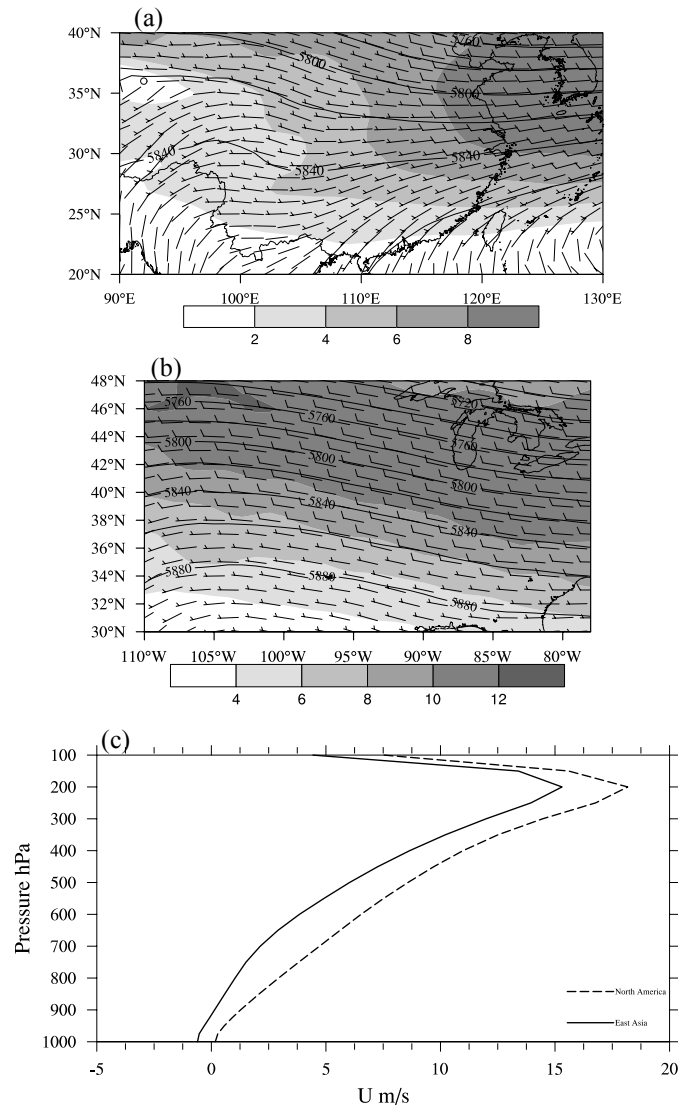 (a)
40°N
35°N
30°N
25°N
20°N
5760
5800
5800
5840
5840
5840
90°E 100°E 110°E 120°E 130°E
2 4 6 8
(b)
48°N
46°N
44°N
42°N
40°N
38°N
36°N
34°N
32°N
30°N
5760
5720
5760
5760
5800
5800
5800
5840
5840
5840
5880
5880
5880
110°W 105°W 100°W 95°W 90°W 85°W 80°W
4 6 8 10 12
(c)
100
200
300
400
500
600
700
800
900
1000
Pressure hPa
North America
East Asia
-5 0 5 10 15 20
U m/s